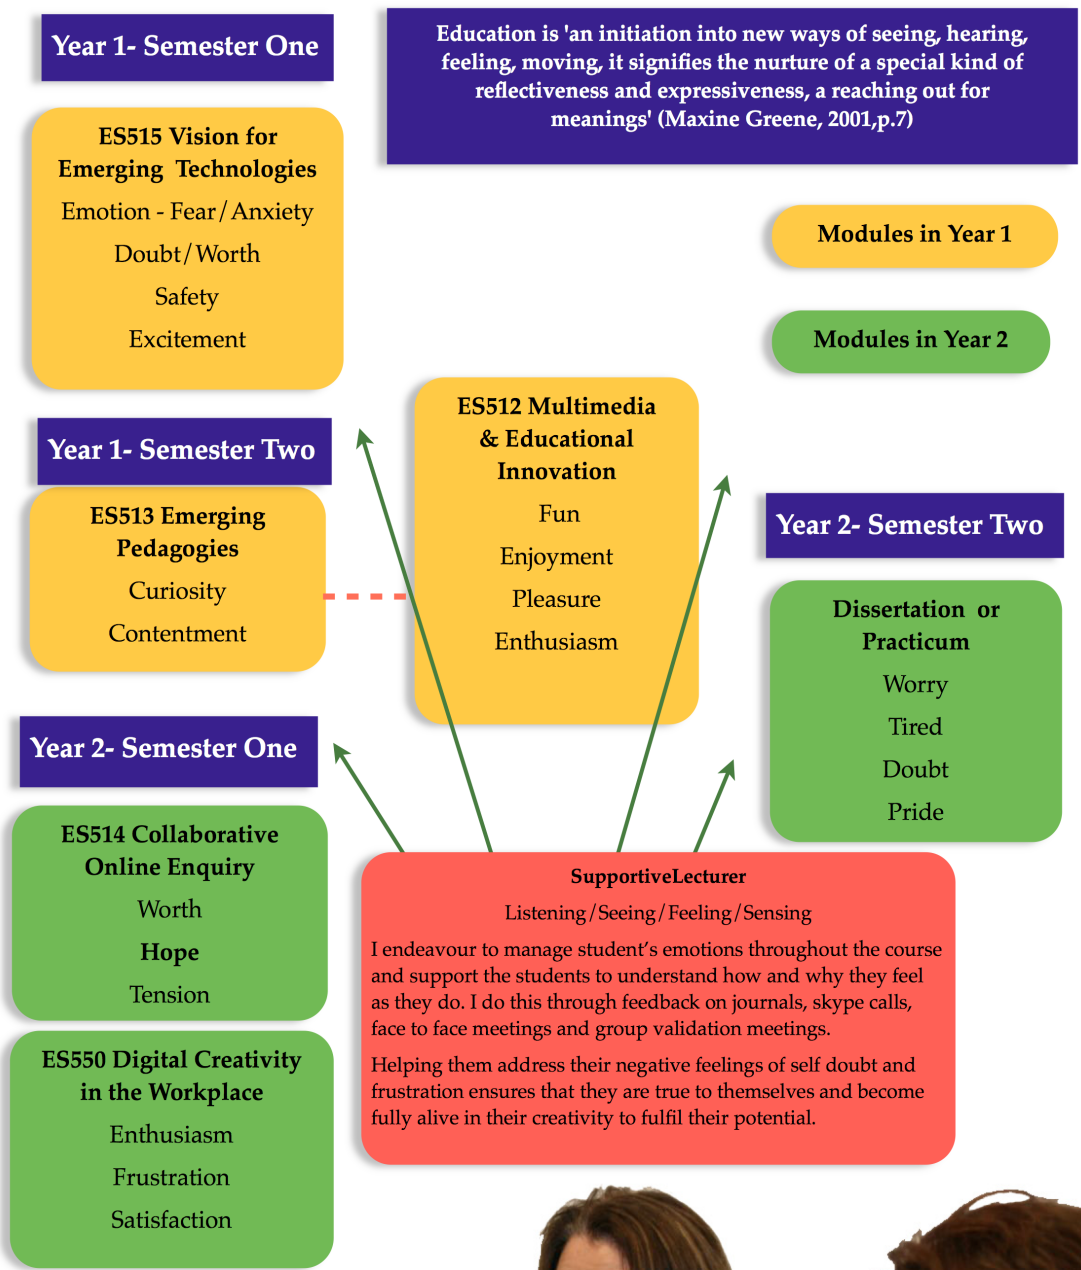 Year 1- Semester One
Education is 'an initiation into new ways of seeing, hearing,
feeling, moving, it signifies the nurture of a special kind of
reflectiveness and expressiveness, a reaching out for
meanings' (Maxine Greene, 2001,p.7)
ES515 Vision for
Emerging Technologies
Emotion - Fear/Anxiety
Doubt/Worth
Safety
Excitement
Modules in Year 1
Modules in Year 2
Year 1- Semester Two
ES513 Emerging
Pedagogies
Curiosity
Contentment
ES512 Multimedia
& Educational
Innovation
Fun
Enjoyment
Pleasure
Enthusiasm
Year 2- Semester Two
Dissertation or
Practicum
Worry
Tired
Doubt
Pride
Year 2- Semester One
ES514 Collaborative
Online Enquiry
Worth
Hope
Tension
ES550 Digital Creativity
in the Workplace
Enthusiasm
Frustration
Satisfaction
SupportiveLecturer
Listening/Seeing/Feeling/Sensing
I endeavour to manage student's emotions throughout the course
and support the students to understand how and why they feel
as they do. I do this through feedback on journals, skype calls,
face to face meetings and group validation meetings.
Helping them address their negative feelings of self doubt and
frustration ensures that they are true to themselves and become
fully alive in their creativity to fulfil their potential.